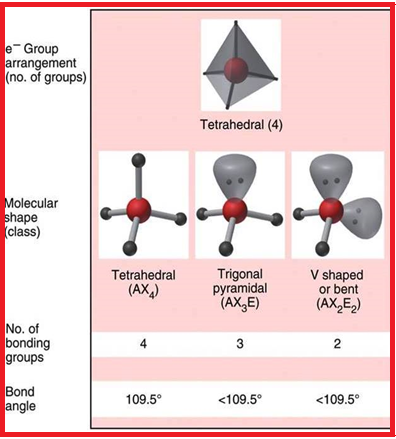 e⁻ Group
arrangement
(no. of groups)
Tetrahedral (4)
Molecular
shape
(class)
Tetrahedral
(AX₄)
Trigonal
pyramidal
(AX₃E)
V shaped
or bent
(AX₂E₂)
No. of
bonding
groups
4 3 2
Bond
angle
109.5° <109.5° <109.5°